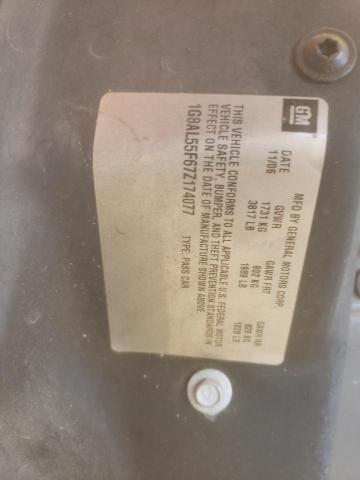 GM
MFD BY GENERAL MOTORS CORP
DATE GVWR GAWR FRT GAWR RR
11/06 1731 KG 902 KG 829 KG
3817 LB 1989 LB 1828 LB
THIS VEHICLE CONFORMS TO ALL APPLICABLE U.S. FEDERAL MOTOR
VEHICLE SAFETY, BUMPER, AND THEFT PREVENTION STANDARDS IN
EFFECT ON THE DATE OF MANUFACTURE SHOWN ABOVE.
1G8AL55F67Z174077 TYPE: PASS CAR